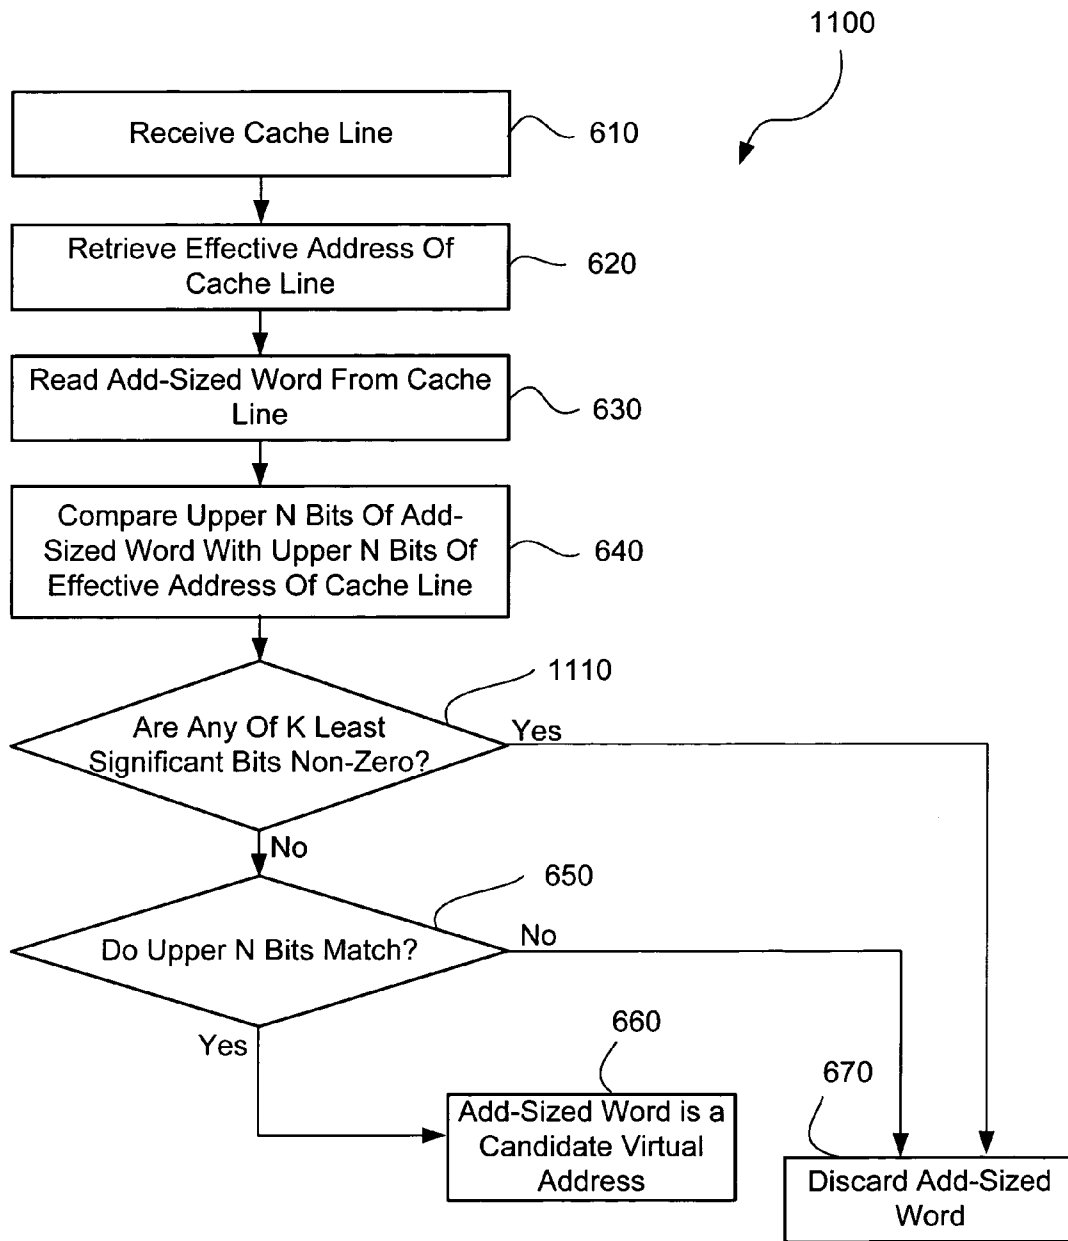 1100
Receive Cache Line
610
Retrieve Effective Address Of
Cache Line
620
Read Add-Sized Word From Cache
Line
630
Compare Upper N Bits Of Add-
Sized Word With Upper N Bits Of
Effective Address Of Cache Line
640
1110
Are Any Of K Least
Significant Bits Non-Zero?
Yes
No
650
Do Upper N Bits Match?
No
Yes
660
Add-Sized Word is a
Candidate Virtual
Address
670
Discard Add-Sized
Word